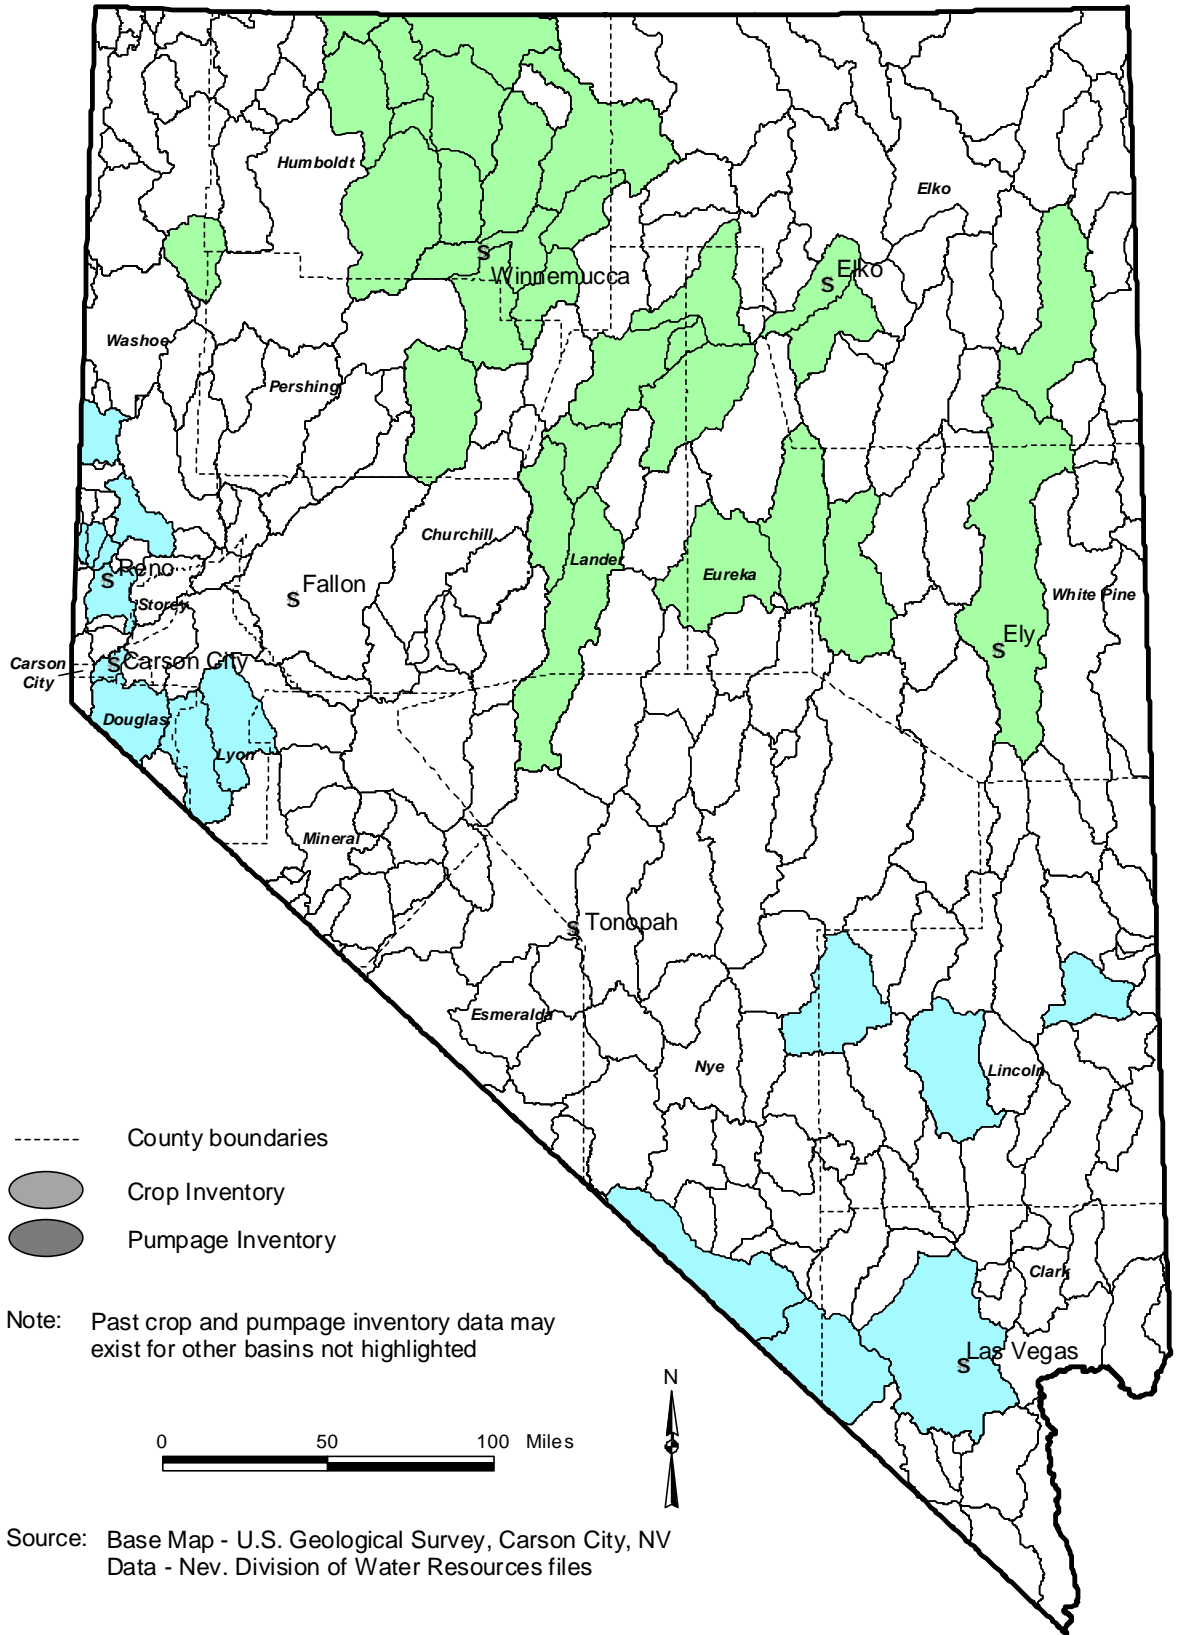 Humboldt
Elko
S
Winnemucca
S
Elko
Washoe
Pershing
Churchill
Lander
Eureka
White Pine
S
Reno
Storey
S
Fallon
S
Ely
Carson
City
S
Carson City
Douglas
Lyon
Mineral
S
Tonopah
Esmeralda
Nye
Lincoln
County boundaries
Crop Inventory
Pumpage Inventory
Clark
S
Las Vegas
Note: Past crop and pumpage inventory data may
exist for other basins not highlighted
N
0 50 100 Miles
Source: Base Map - U.S. Geological Survey, Carson City, NV
Data - Nev. Division of Water Resources files